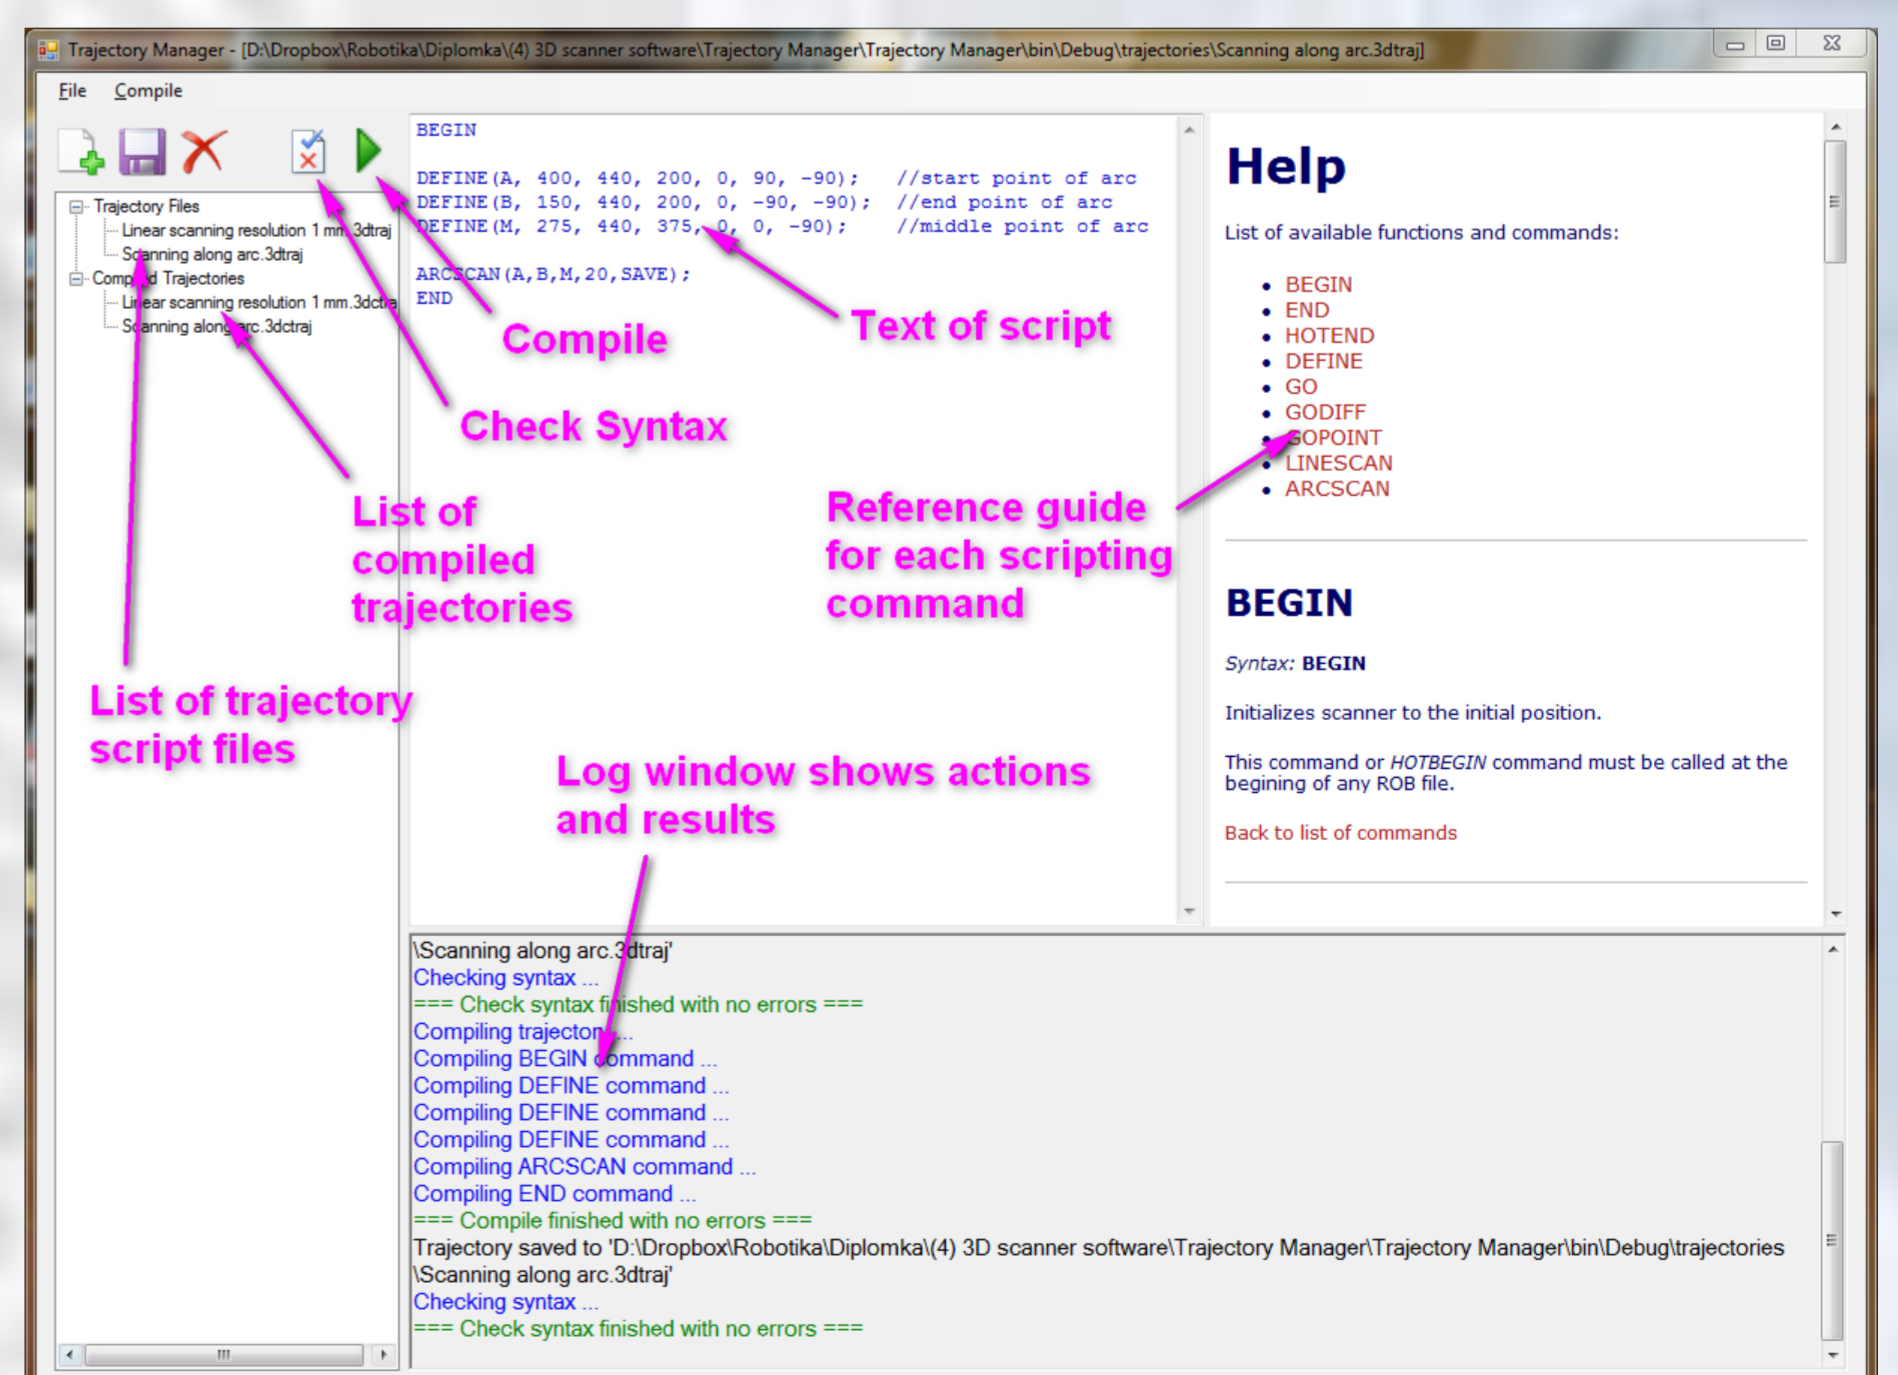 Trajectory Manager - [D:\Dropbox\Robotika\Diplomka\(4) 3D scanner software\Trajectory Manager\Trajectory Manager\bin\Debug\trajectories\Scanning along arc.3dtraj]
File Compile
Trajectory Files
Linear scanning resolution 1 mm.3dtraj
Scanning along arc.3dtraj
Compiled Trajectories
Linear scanning resolution 1 mm.3dctra
Scanning along arc.3dctraj
BEGIN
DEFINE(A, 400, 440, 200, 0, 90, -90); //start point of arc
DEFINE(B, 150, 440, 200, 0, -90, -90); //end point of arc
DEFINE(M, 275, 440, 375, 0, 0, -90); //middle point of arc
ARCSCAN(A,B,M,20,SAVE);
END
Compile
Text of script
Check Syntax
List of
compiled
trajectories
Reference guide
for each scripting
command
List of trajectory
script files
Log window shows actions
and results
Help
List of available functions and commands:
• BEGIN
• END
• HOTEND
• DEFINE
• GO
• GODIFF
• GOPOINT
• LINESCAN
• ARCSCAN
BEGIN
Syntax: BEGIN
Initializes scanner to the initial position.
This command or HOTBEGIN command must be called at the
begining of any ROB file.
Back to list of commands
\Scanning along arc.3dtraj'
Checking syntax ...
=== Check syntax finished with no errors ===
Compiling trajectory ...
Compiling BEGIN command ...
Compiling DEFINE command ...
Compiling DEFINE command ...
Compiling DEFINE command ...
Compiling ARCSCAN command ...
Compiling END command ...
=== Compile finished with no errors ===
Trajectory saved to 'D:\Dropbox\Robotika\Diplomka\(4) 3D scanner software\Trajectory Manager\Trajectory Manager\bin\Debug\trajectories
\Scanning along arc.3dtraj'
Checking syntax ...
=== Check syntax finished with no errors ===